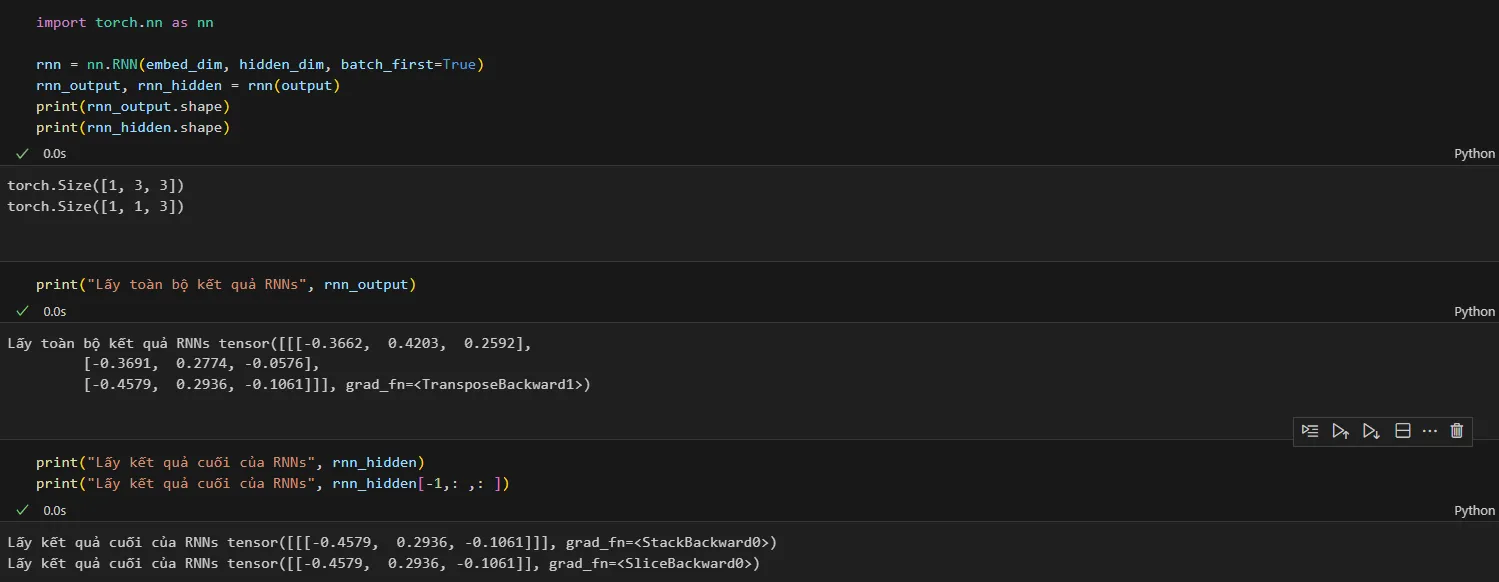 import torch.nn as nn
rnn = nn.RNN(embed_dim, hidden_dim, batch_first=True)
rnn_output, rnn_hidden = rnn(output)
print(rnn_output.shape)
print(rnn_hidden.shape)
0.0s
Python
torch.Size([1, 3, 3])
torch.Size([1, 1, 3])
print("Lấy toàn bộ kết quả RNNs", rnn_output)
0.0s
Python
Lấy toàn bộ kết quả RNNs tensor([[[-0.3662,  0.4203,  0.2592],
         [-0.3691,  0.2774, -0.0576],
         [-0.4579,  0.2936, -0.1061]]], grad_fn=<TransposeBackward1>)
print("Lấy kết quả cuối của RNNs", rnn_hidden)
print("Lấy kết quả cuối của RNNs", rnn_hidden[-1,: ,: ])
0.0s
Python
Lấy kết quả cuối của RNNs tensor([[[-0.4579,  0.2936, -0.1061]]], grad_fn=<StackBackward0>)
Lấy kết quả cuối của RNNs tensor([[-0.4579,  0.2936, -0.1061]], grad_fn=<SliceBackward0>)